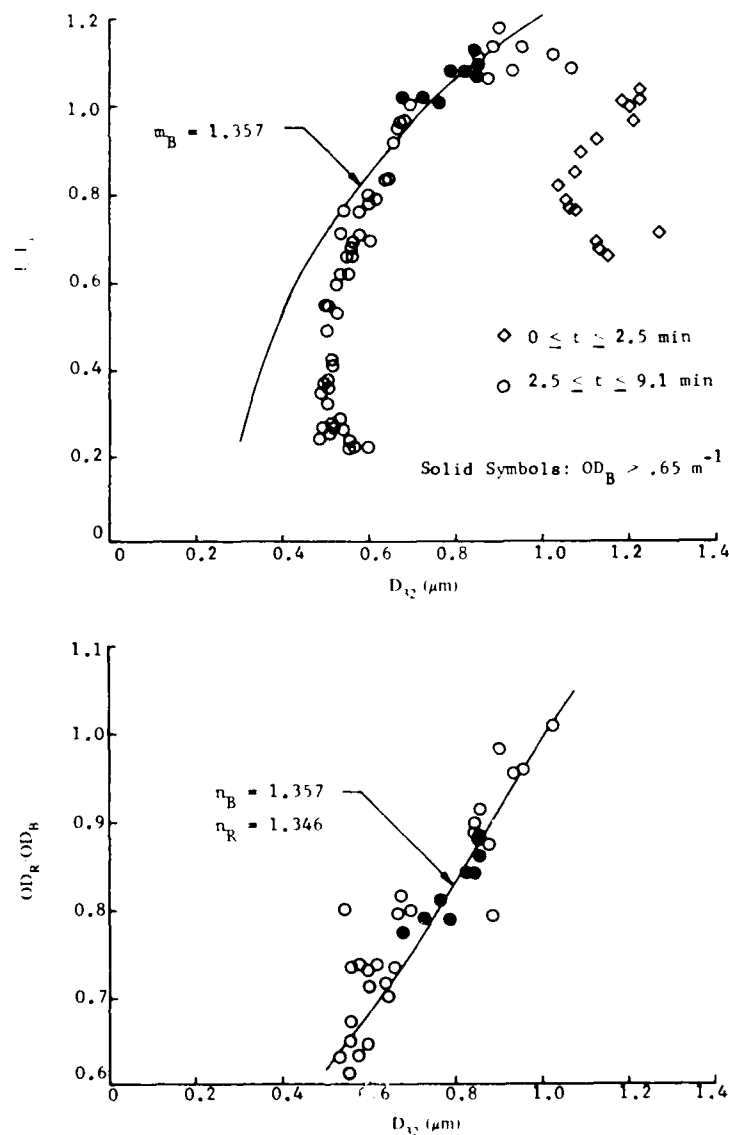 1.2
1.0
m_B = 1.357
0.8
0.6
◇ 0 ≤ t ≥ 2.5 min
0.4
○ 2.5 ≤ t ≤ 9.1 min
0.2
Solid Symbols: OD_B > .65 m^-1
0
0 0.2 0.4 0.6 0.8 1.0 1.2 1.4
D_32 (μm)
1.1
1.0
n_B = 1.357
n_R = 1.346
0.9
OD_R OD_B
0.8
0.7
0.6
0 0.2 0.4 0.6 0.8 1.0 1.2 1.4
D_32 (μm)